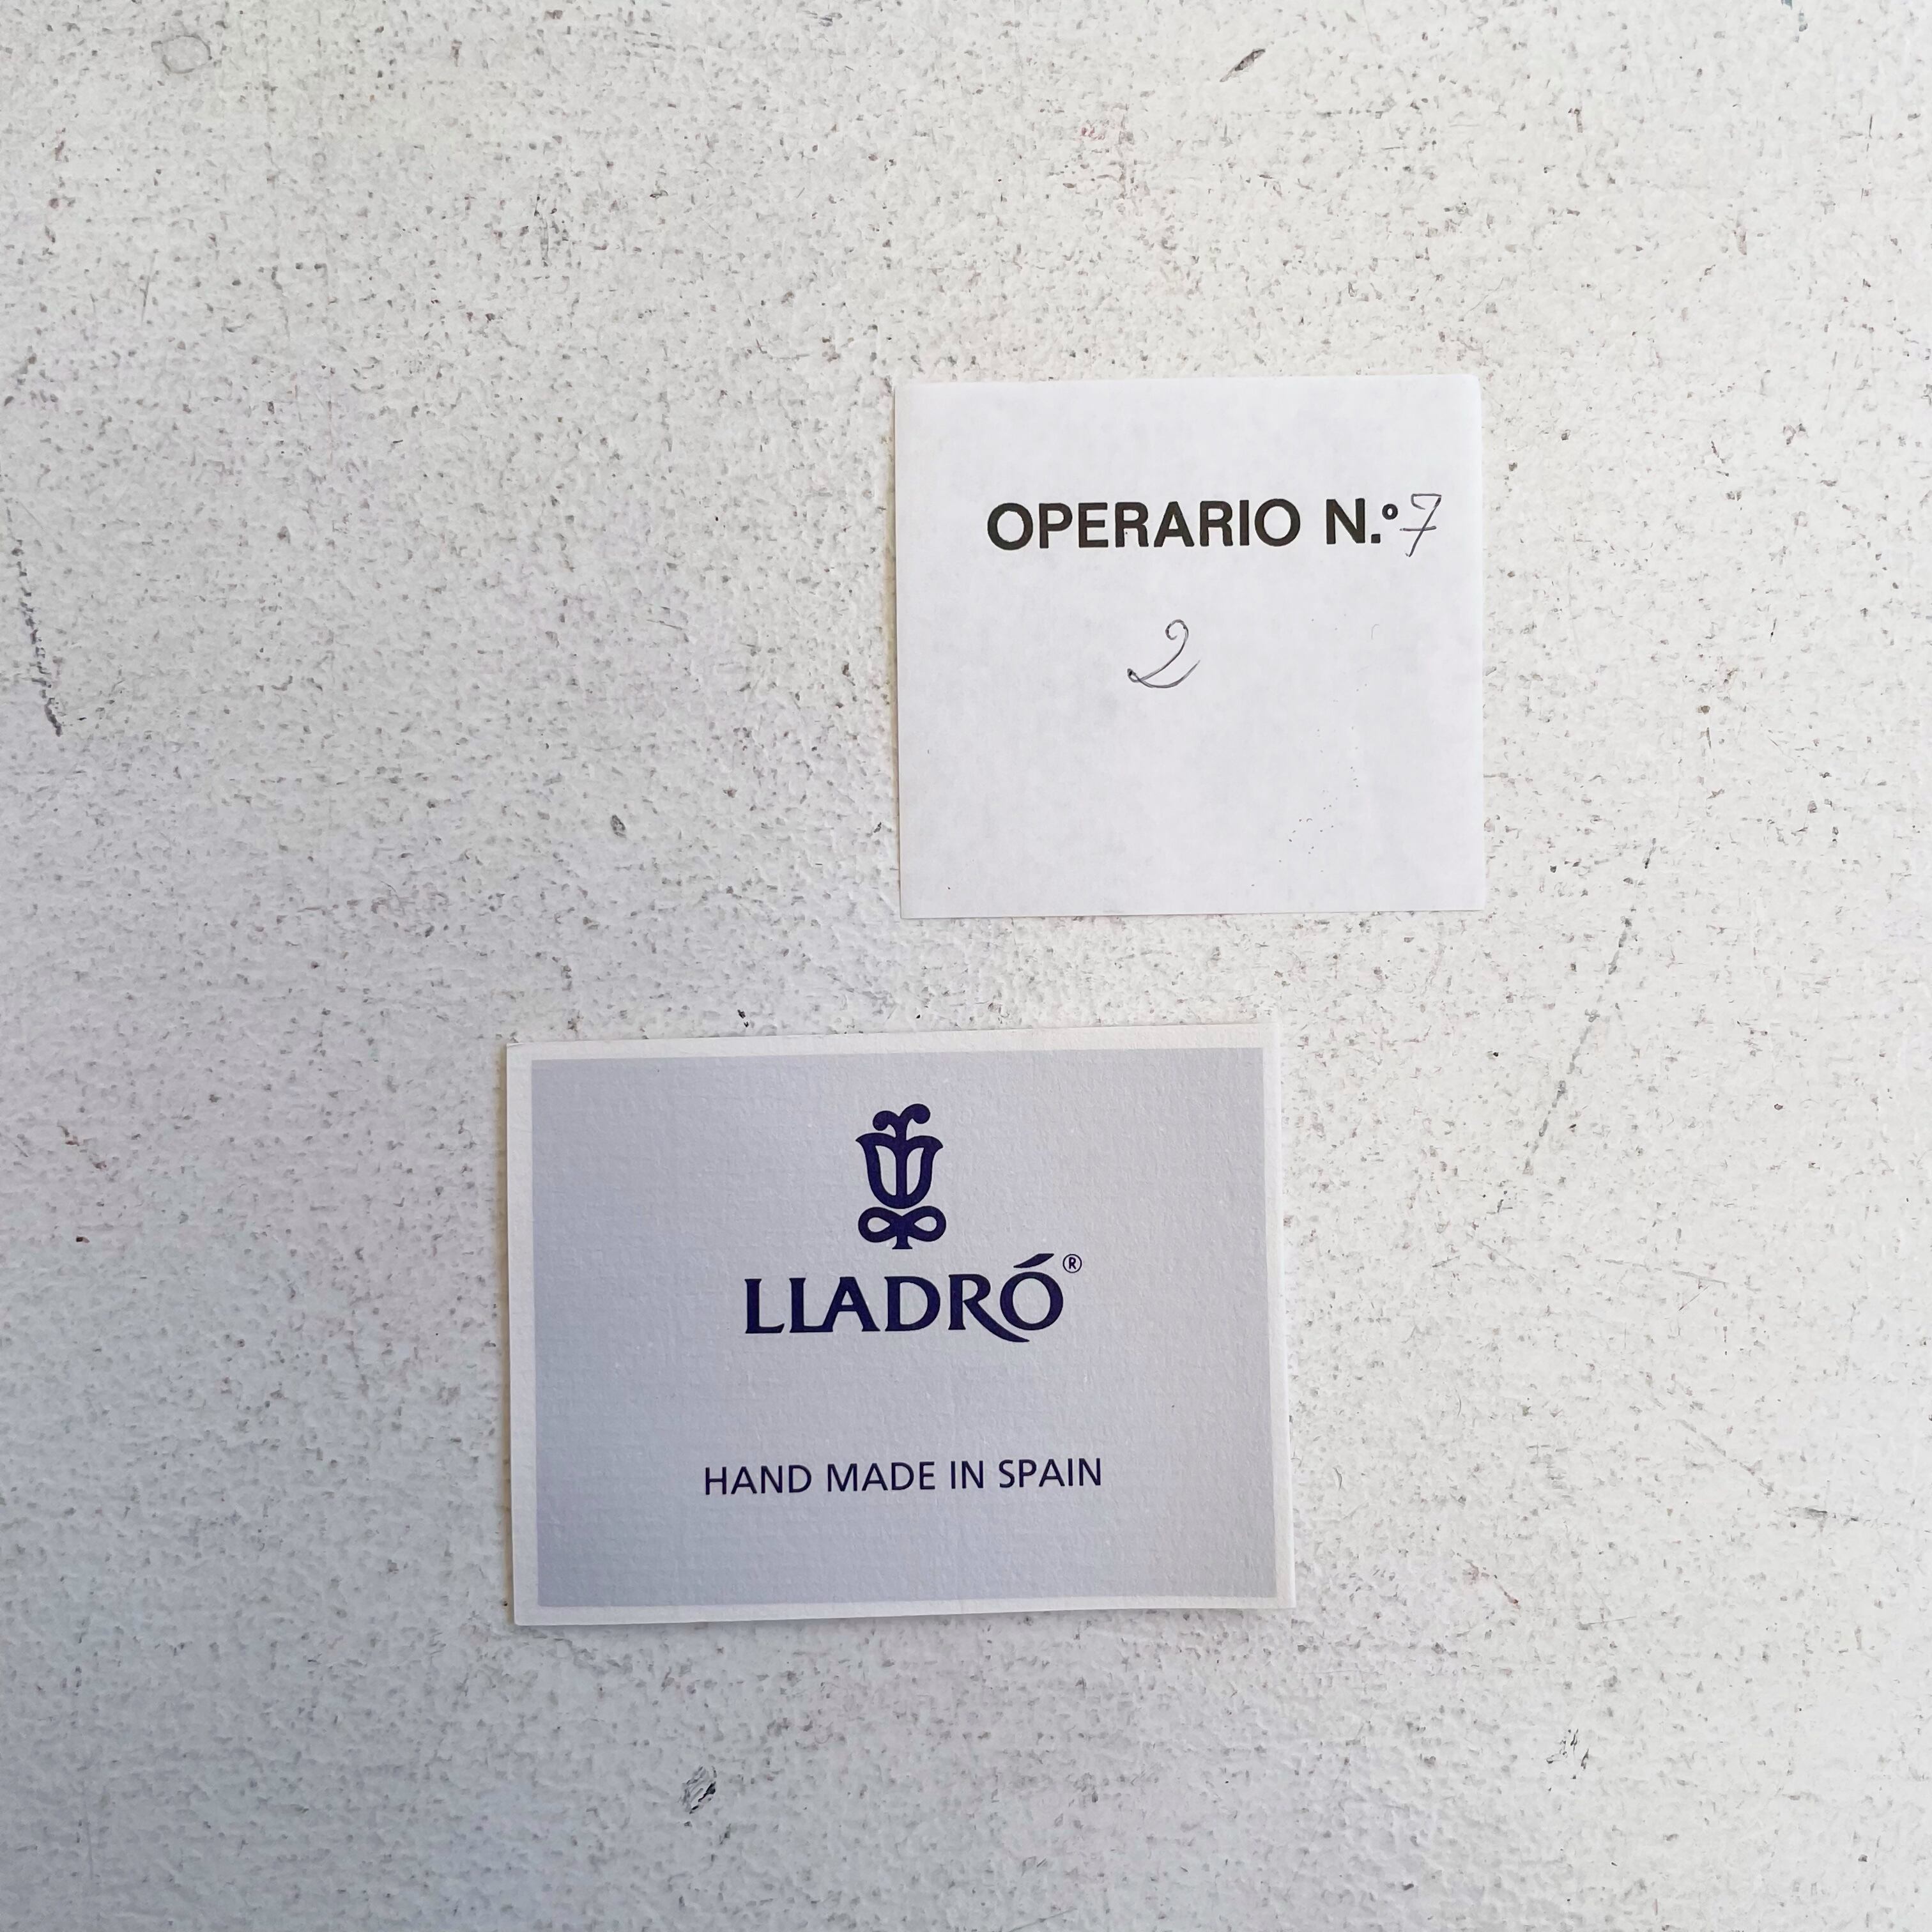 OPERARIO N.º 7
2
LLADRÓ®
HAND MADE IN SPAIN